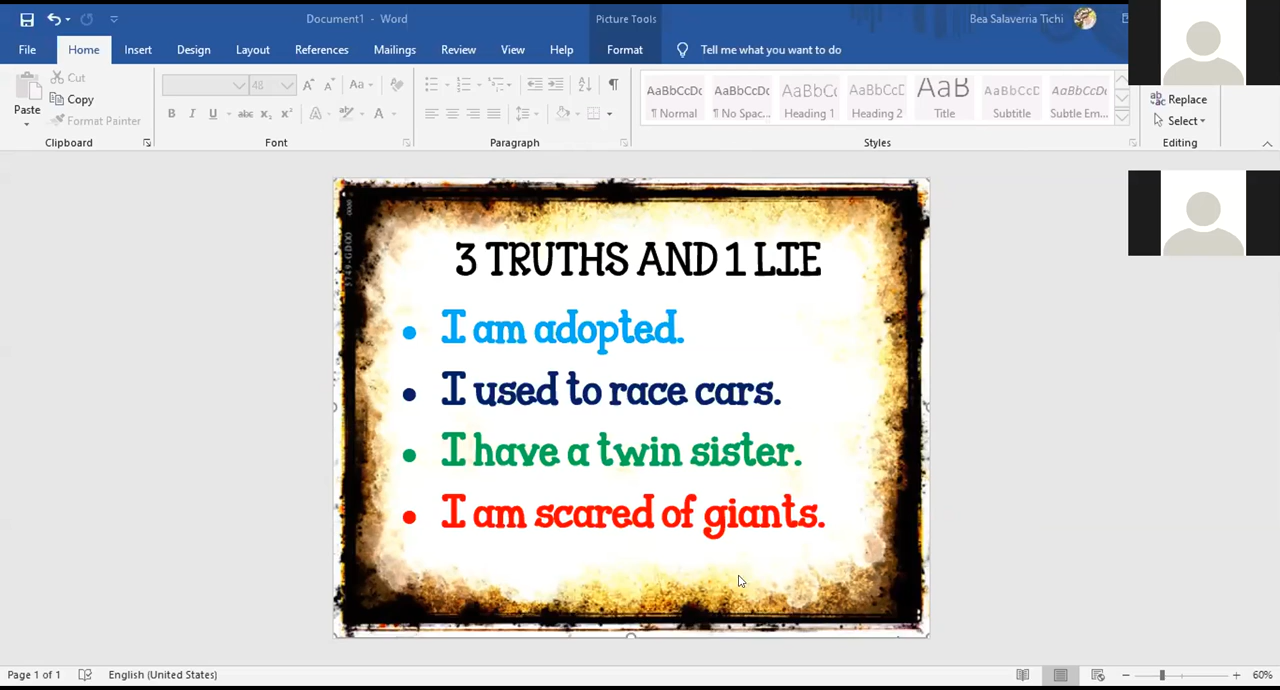 Document1 - Word
Picture Tools
Bea Salaverria Tichi
File Home Insert Design Layout References Mailings Review View Help Format Tell me what you want to do
Paste
Cut
Copy
Format Painter
48
AaBbCcDc AaBbCcDc AaBbCc AaBbCcD AaB AaBbCcD AaBbCcDc
¶ Normal ¶ No Spac... Heading 1 Heading 2 Title Subtitle Subtle Em...
Replace
Select
Clipboard Font Paragraph Styles Editing
3 TRUTHS AND 1 LIE
• I am adopted.
• I used to race cars.
• I have a twin sister.
• I am scared of giants.
Page 1 of 1 English (United States) 60%